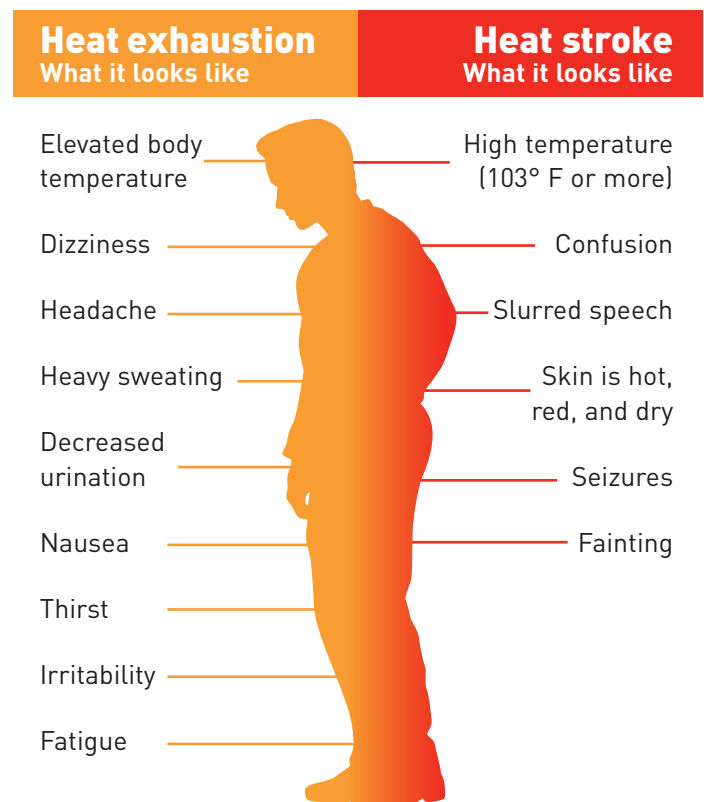 Heat exhaustion
What it looks like
Heat stroke
What it looks like
Elevated body
temperature
Dizziness
Headache
Heavy sweating
Decreased
urination
Nausea
Thirst
Irritability
Fatigue
High temperature
(103° F or more)
Confusion
Slurred speech
Skin is hot,
red, and dry
Seizures
Fainting